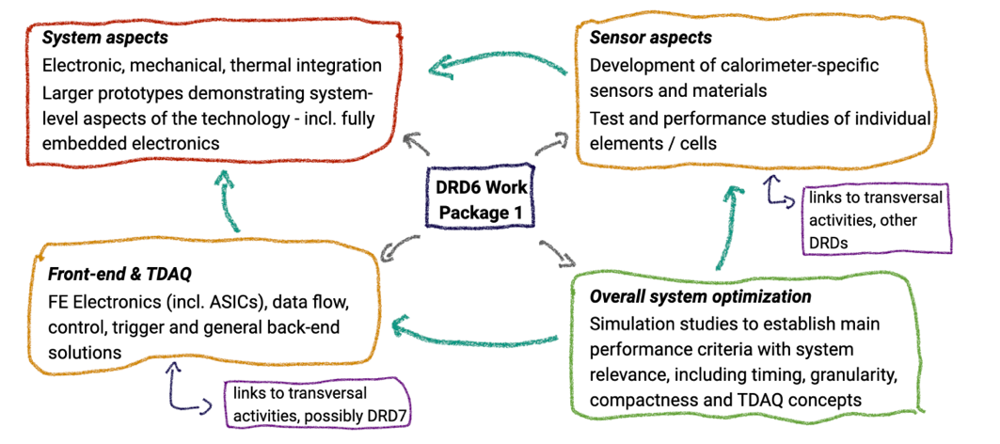 System aspects
Electronic, mechanical, thermal integration
Larger prototypes demonstrating system-
level aspects of the technology - incl. fully
embedded electronics
Sensor aspects
Development of calorimeter-specific
sensors and materials
Test and performance studies of individual
elements / cells
DRD6 Work
Package 1
links to transversal
activities, other
DRDs
Front-end & TDAQ
FE Electronics (incl. ASICs), data flow,
control, trigger and general back-end
solutions
links to transversal
activities, possibly DRD7
Overall system optimization
Simulation studies to establish main
performance criteria with system
relevance, including timing, granularity,
compactness and TDAQ concepts